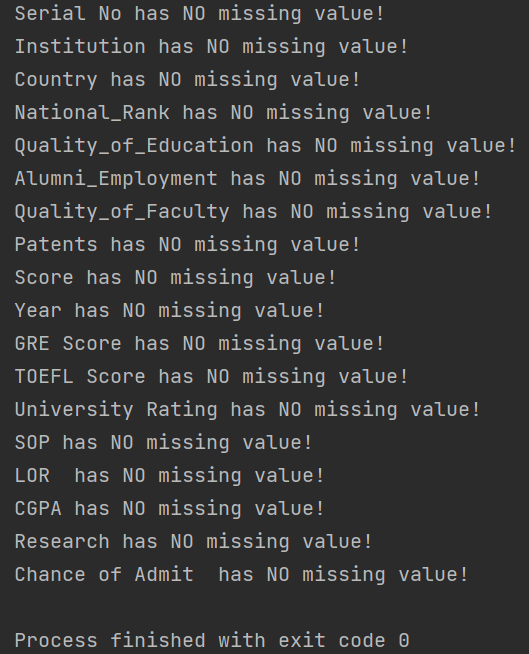 Serial No has NO missing value!
Institution has NO missing value!
Country has NO missing value!
National_Rank has NO missing value!
Quality_of_Education has NO missing value!
Alumni_Employment has NO missing value!
Quality_of_Faculty has NO missing value!
Patents has NO missing value!
Score has NO missing value!
Year has NO missing value!
GRE Score has NO missing value!
TOEFL Score has NO missing value!
University Rating has NO missing value!
SOP has NO missing value!
LOR  has NO missing value!
CGPA has NO missing value!
Research has NO missing value!
Chance of Admit  has NO missing value!

Process finished with exit code 0